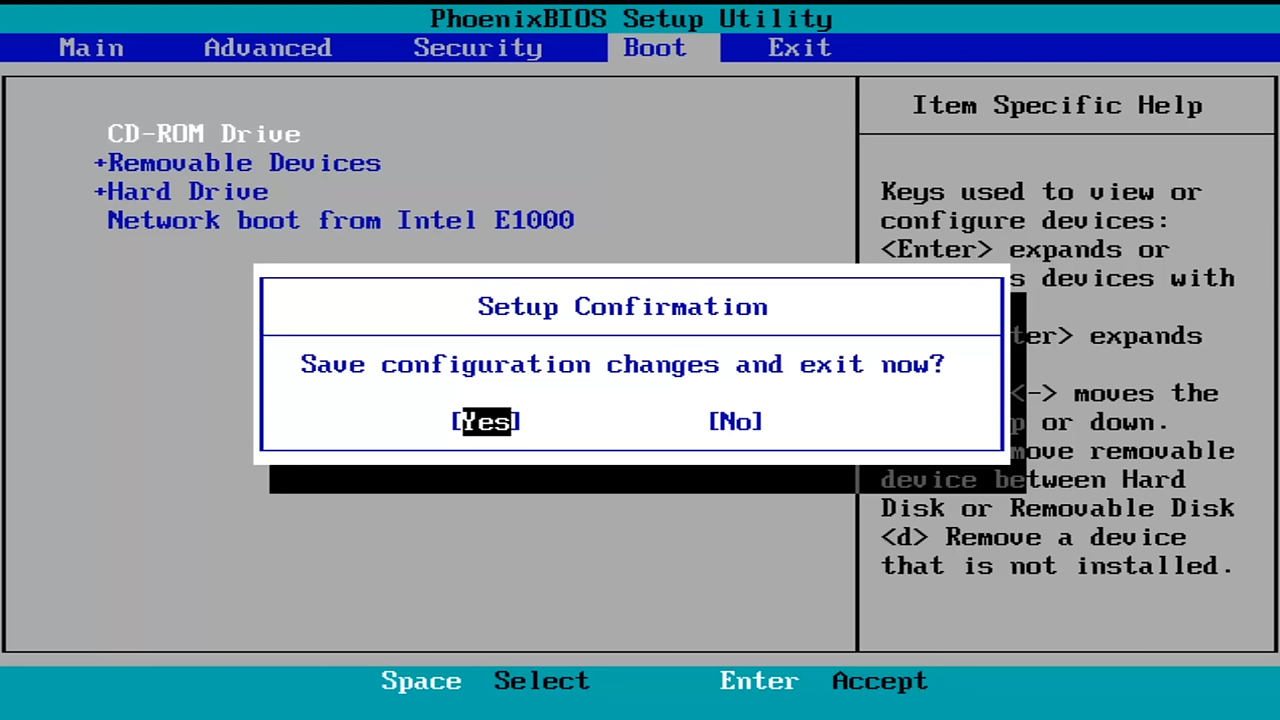 PhoenixBIOS Setup Utility
Main Advanced Security Boot Exit
CD-ROM Drive
+Removable Devices
+Hard Drive
Network boot from Intel E1000
Setup Confirmation
Save configuration changes and exit now?
[Yes] [No]
Item Specific Help
Keys used to view or
configure devices:
<Enter> expands or
devices with
expands
<-> moves the
or down.
move removable
device between Hard
Disk or Removable Disk
<d> Remove a device
that is not installed.
Space Select Enter Accept